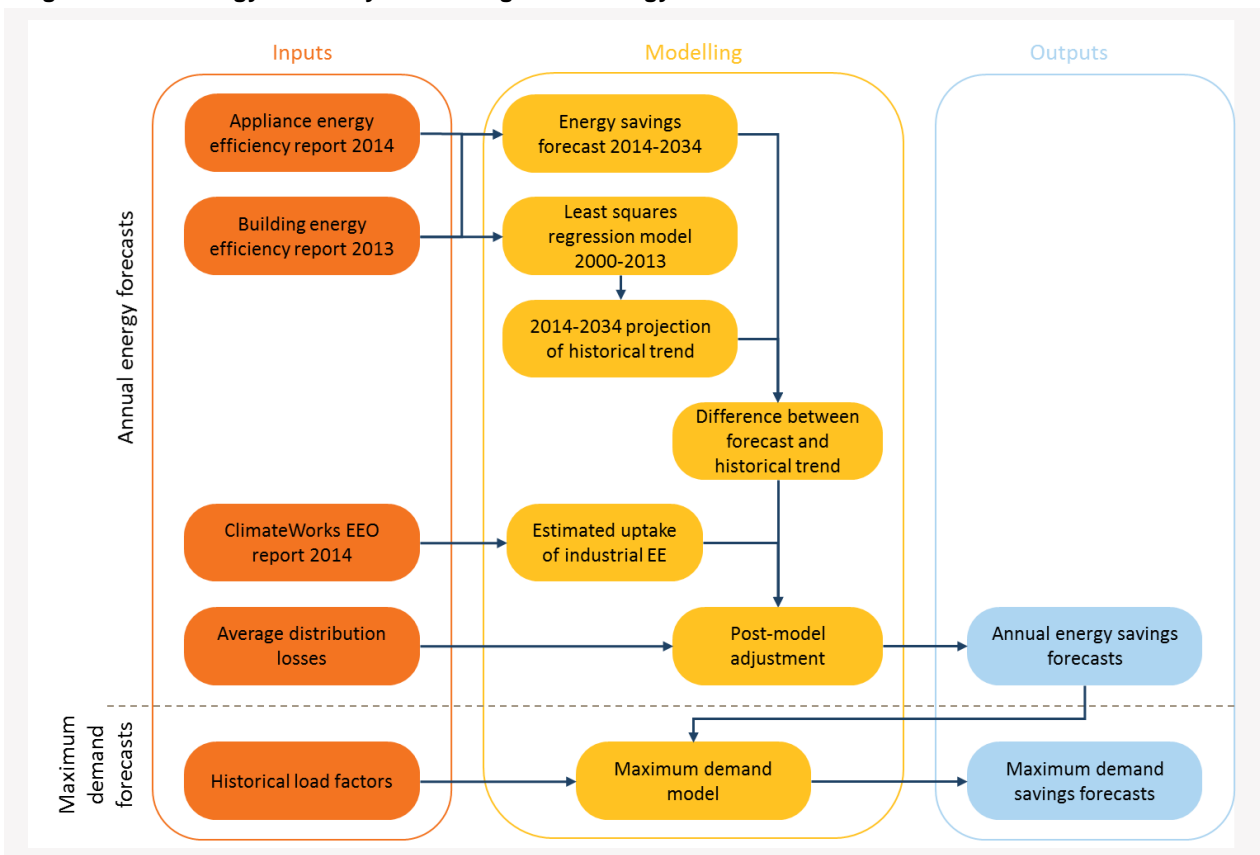 Inputs
Modelling
Outputs
Annual energy forecasts
Appliance energy
efficiency report 2014
Energy savings
forecast 2014-2034
Building energy
efficiency report 2013
Least squares
regression model
2000-2013
2014-2034 projection
of historical trend
Difference between
forecast and
historical trend
ClimateWorks EEO
report 2014
Estimated uptake
of industrial EE
Average distribution
losses
Post-model
adjustment
Annual energy savings
forecasts
Maximum
demand
forecasts
Historical load factors
Maximum demand
model
Maximum demand
savings forecasts